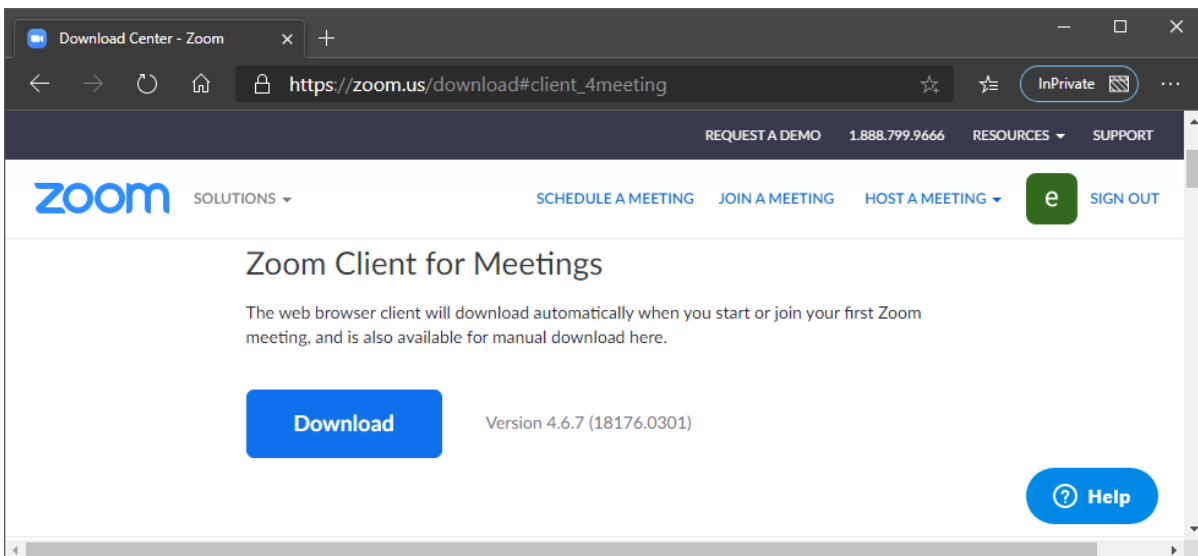 Download Center - Zoom
https://zoom.us/download#client_4meeting
InPrivate
REQUEST A DEMO 1.888.799.9666 RESOURCES SUPPORT
zoom SOLUTIONS SCHEDULE A MEETING JOIN A MEETING HOST A MEETING e SIGN OUT
Zoom Client for Meetings
The web browser client will download automatically when you start or join your first Zoom
meeting, and is also available for manual download here.
Download Version 4.6.7 (18176.0301)
Help